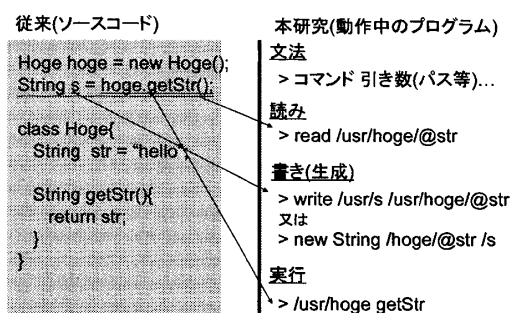 従来(ソースコード)
Hoge hoge = new Hoge();
String s = hoge.getStr();
class Hoge{
String str = "hello";
String getStr(){
return str;
}
}
本研究(動作中のプログラム)
文法
> コマンド 引き数(パス等)...
読み
> read /usr/hoge/@str
書き(生成)
> write /usr/s /usr/hoge/@str
又は
> new String /hoge/@str /s
実行
> /usr/hoge getStr